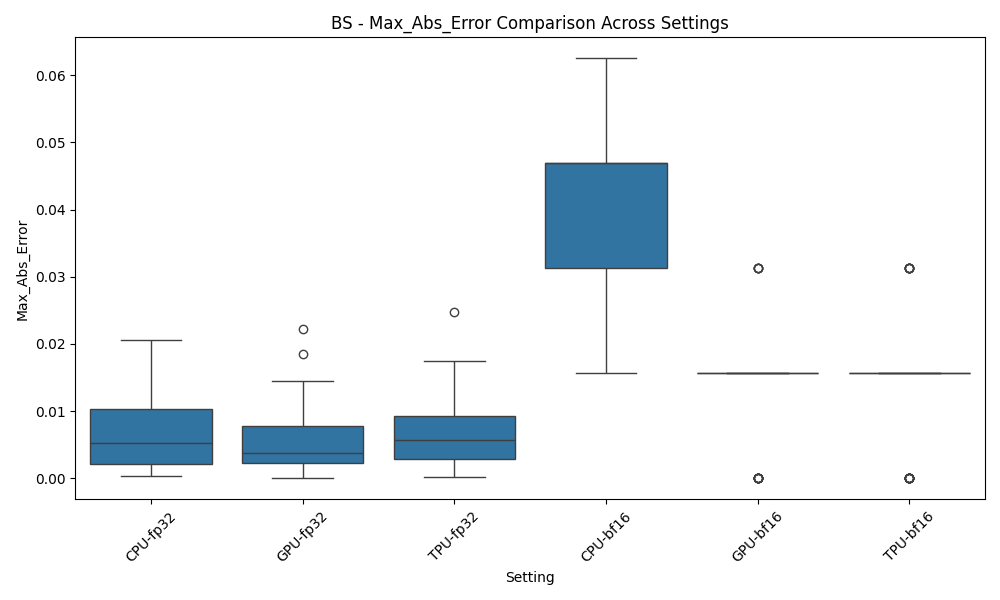 BS - Max_Abs_Error Comparison Across Settings
Max_Abs_Error
0.06
0.05
0.04
0.03
0.02
0.01
0.00
CPU-fp32
GPU-fp32
TPU-fp32
CPU-bf16
GPU-bf16
TPU-bf16
Setting